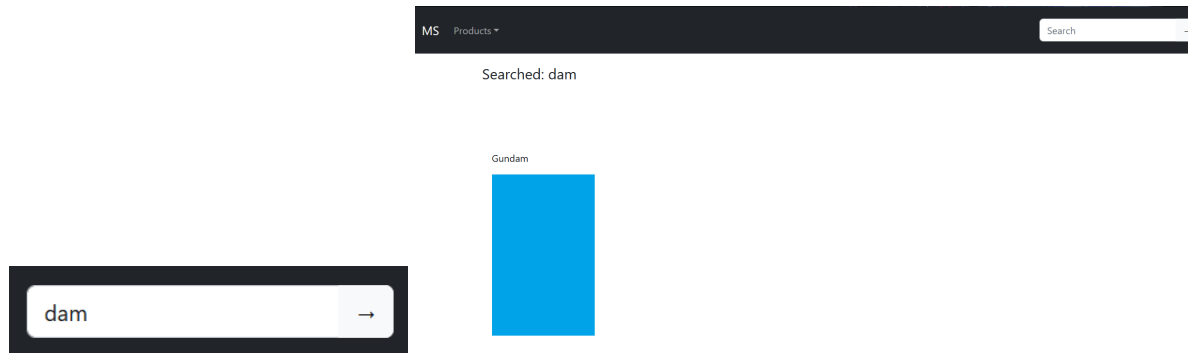 MS Products Search →
Searched: dam
Gundam
dam →